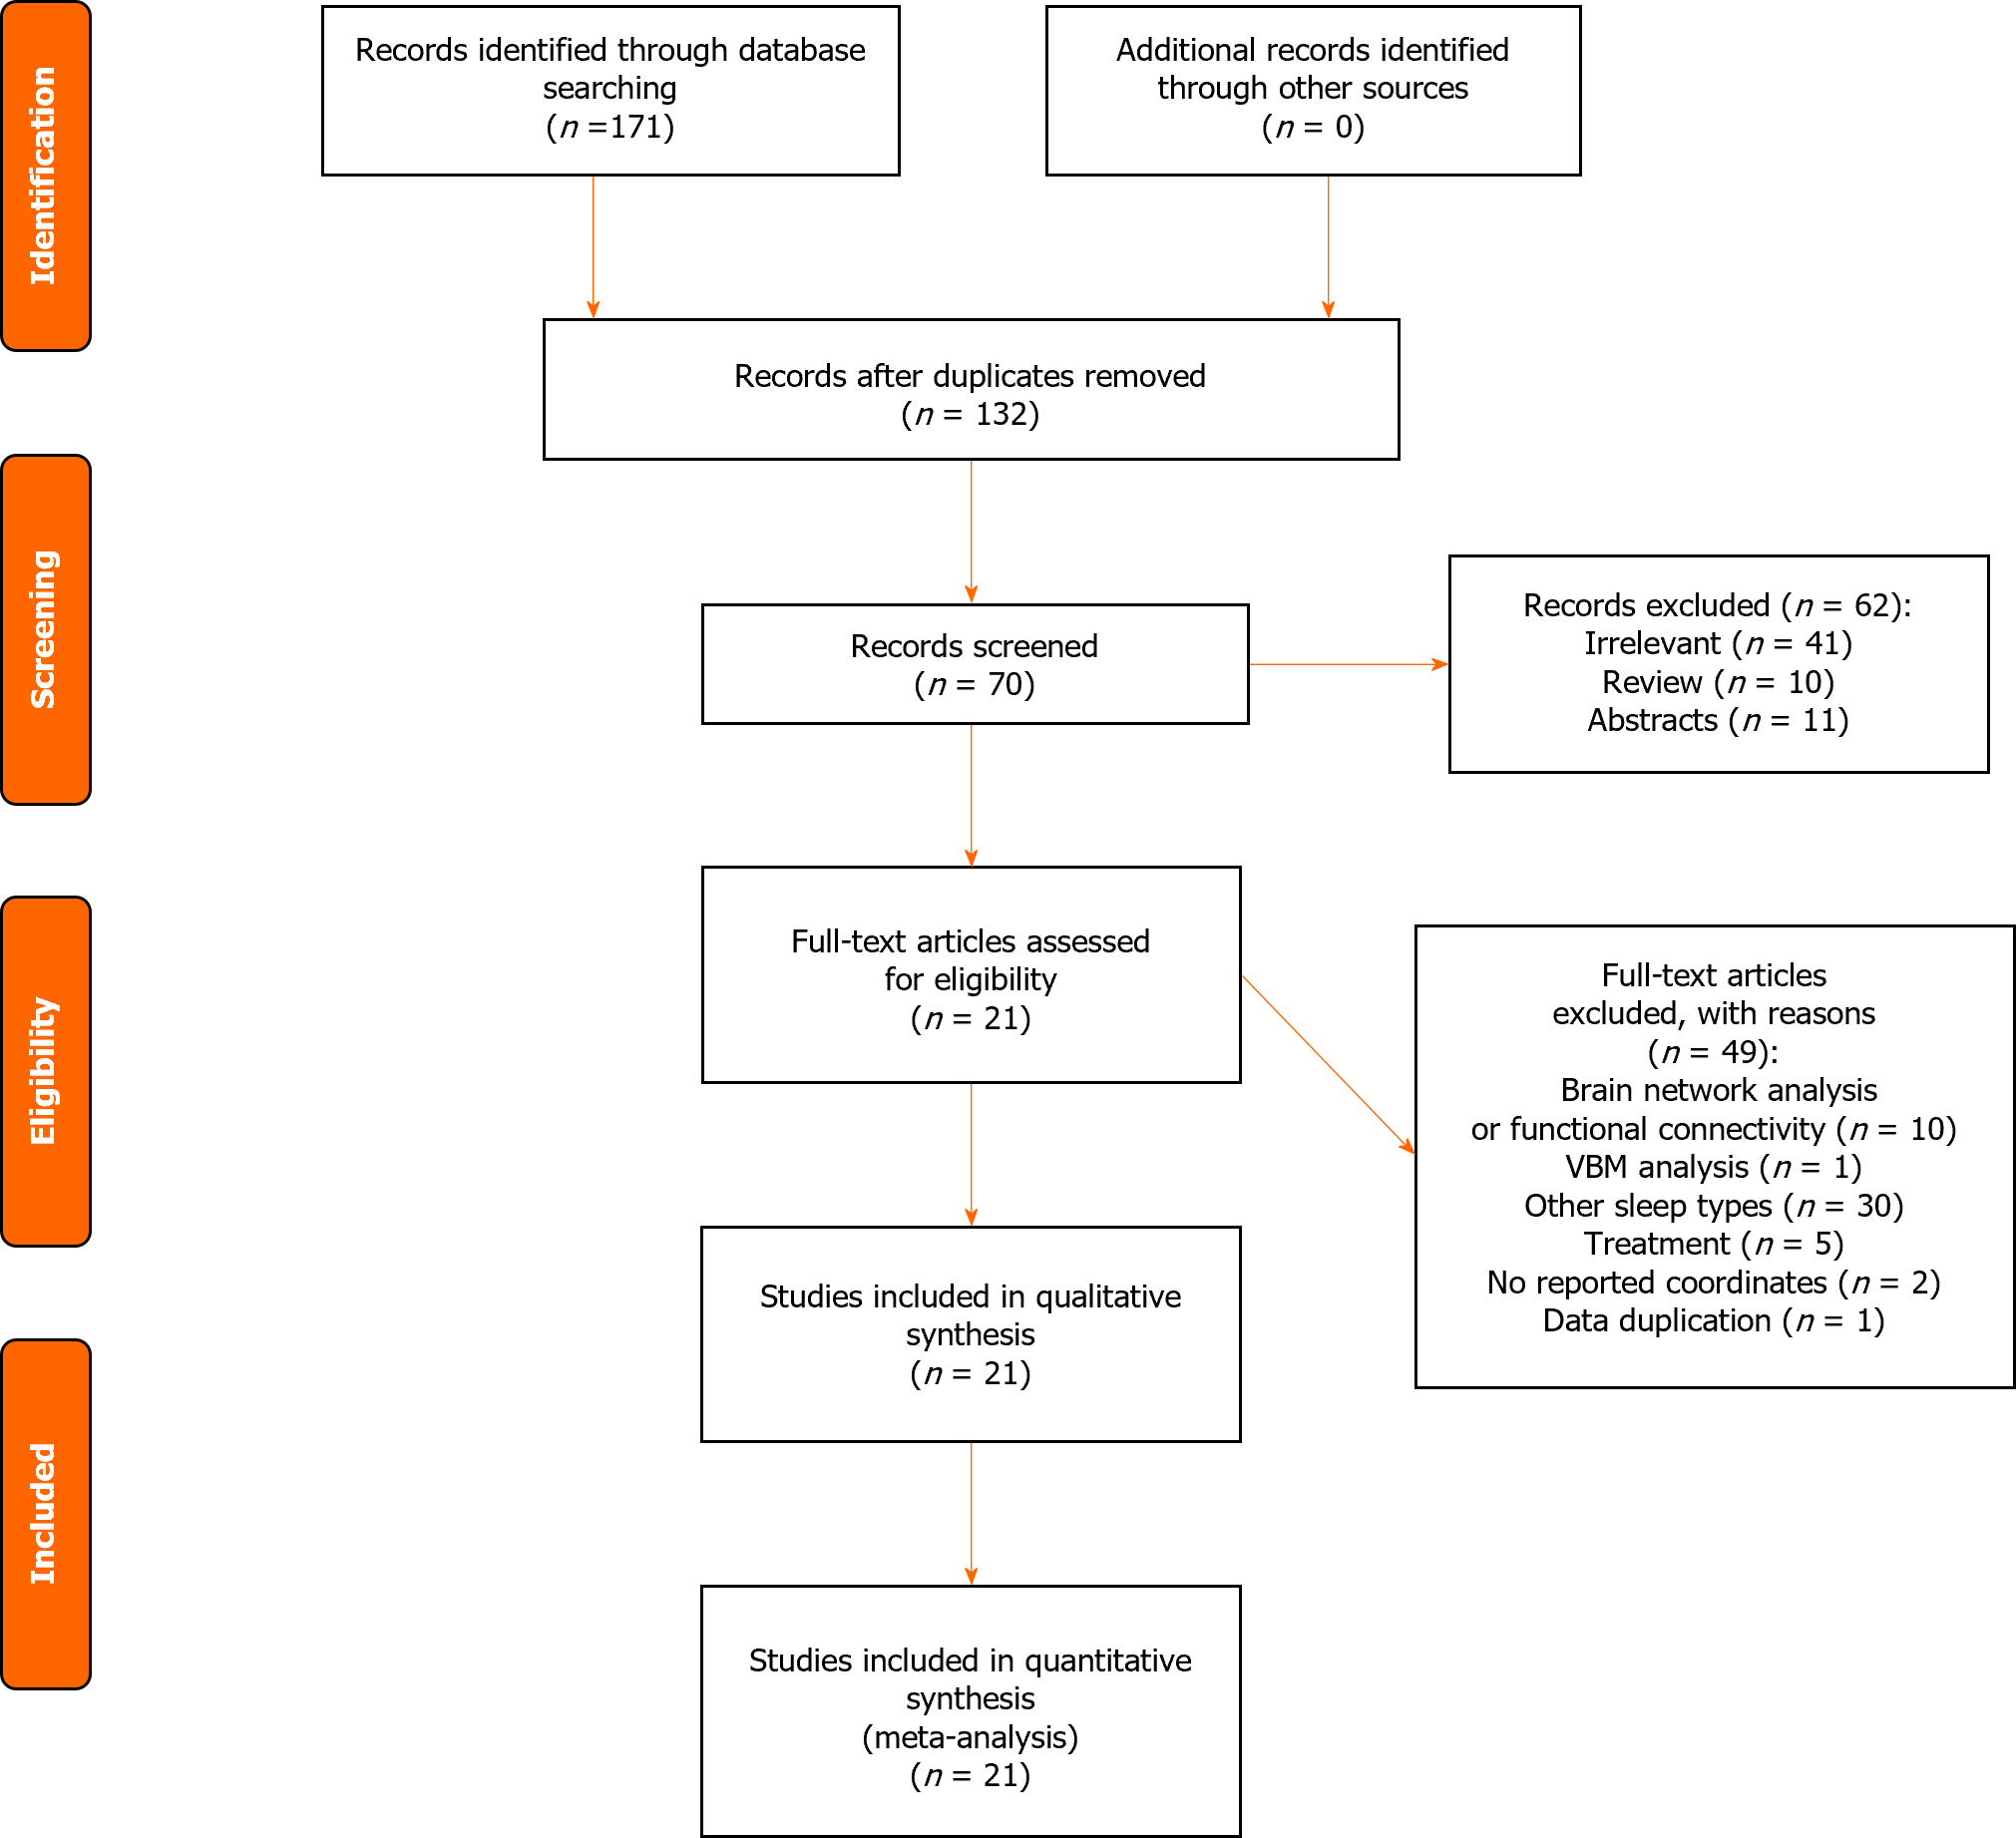 Identification
Records identified through database
searching
(n =171)
Additional records identified
through other sources
(n = 0)
Records after duplicates removed
(n = 132)
Screening
Records screened
(n = 70)
Records excluded (n = 62):
Irrelevant (n = 41)
Review (n = 10)
Abstracts (n = 11)
Eligibility
Full-text articles assessed
for eligibility
(n = 21)
Full-text articles
excluded, with reasons
(n = 49):
Brain network analysis
or functional connectivity (n = 10)
VBM analysis (n = 1)
Other sleep types (n = 30)
Treatment (n = 5)
No reported coordinates (n = 2)
Data duplication (n = 1)
Studies included in qualitative
synthesis
(n = 21)
Included
Studies included in quantitative
synthesis
(meta-analysis)
(n = 21)